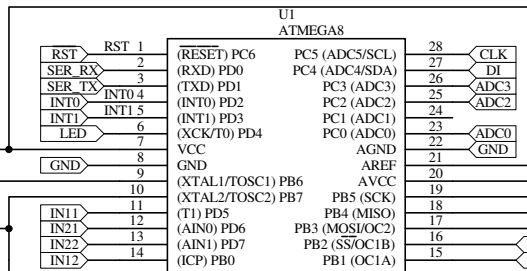 U1
ATMEGA8
RST RST 1 (RESET) PC6 PC5 (ADC5/SCL) 28 CLK
SER_RX 2 (RXD) PD0 PC4 (ADC4/SDA) 27 DI
SER_TX 3 (TXD) PD1 PC3 (ADC3) 26 ADC3
INT0 INT0 4 (INT0) PD2 PC2 (ADC2) 25 ADC2
INT1 INT1 5 (INT1) PD3 PC1 (ADC1) 24
LED 6 (XCK/T0) PD4 PC0 (ADC0) 23 ADC0
7 VCC AGND 22 GND
GND 8 GND AREF 21
9 (XTAL1/TOSC1) PB6 AVCC 20
10 (XTAL2/TOSC2) PB7 PB5 (SCK) 19
IN11 11 (T1) PD5 PB4 (MISO) 18
IN21 12 (AIN0) PD6 PB3 (MOSI/OC2) 17
IN22 13 (AIN1) PD7 PB2 (SS/OC1B) 16
IN12 14 (ICP) PB0 PB1 (OC1A) 15